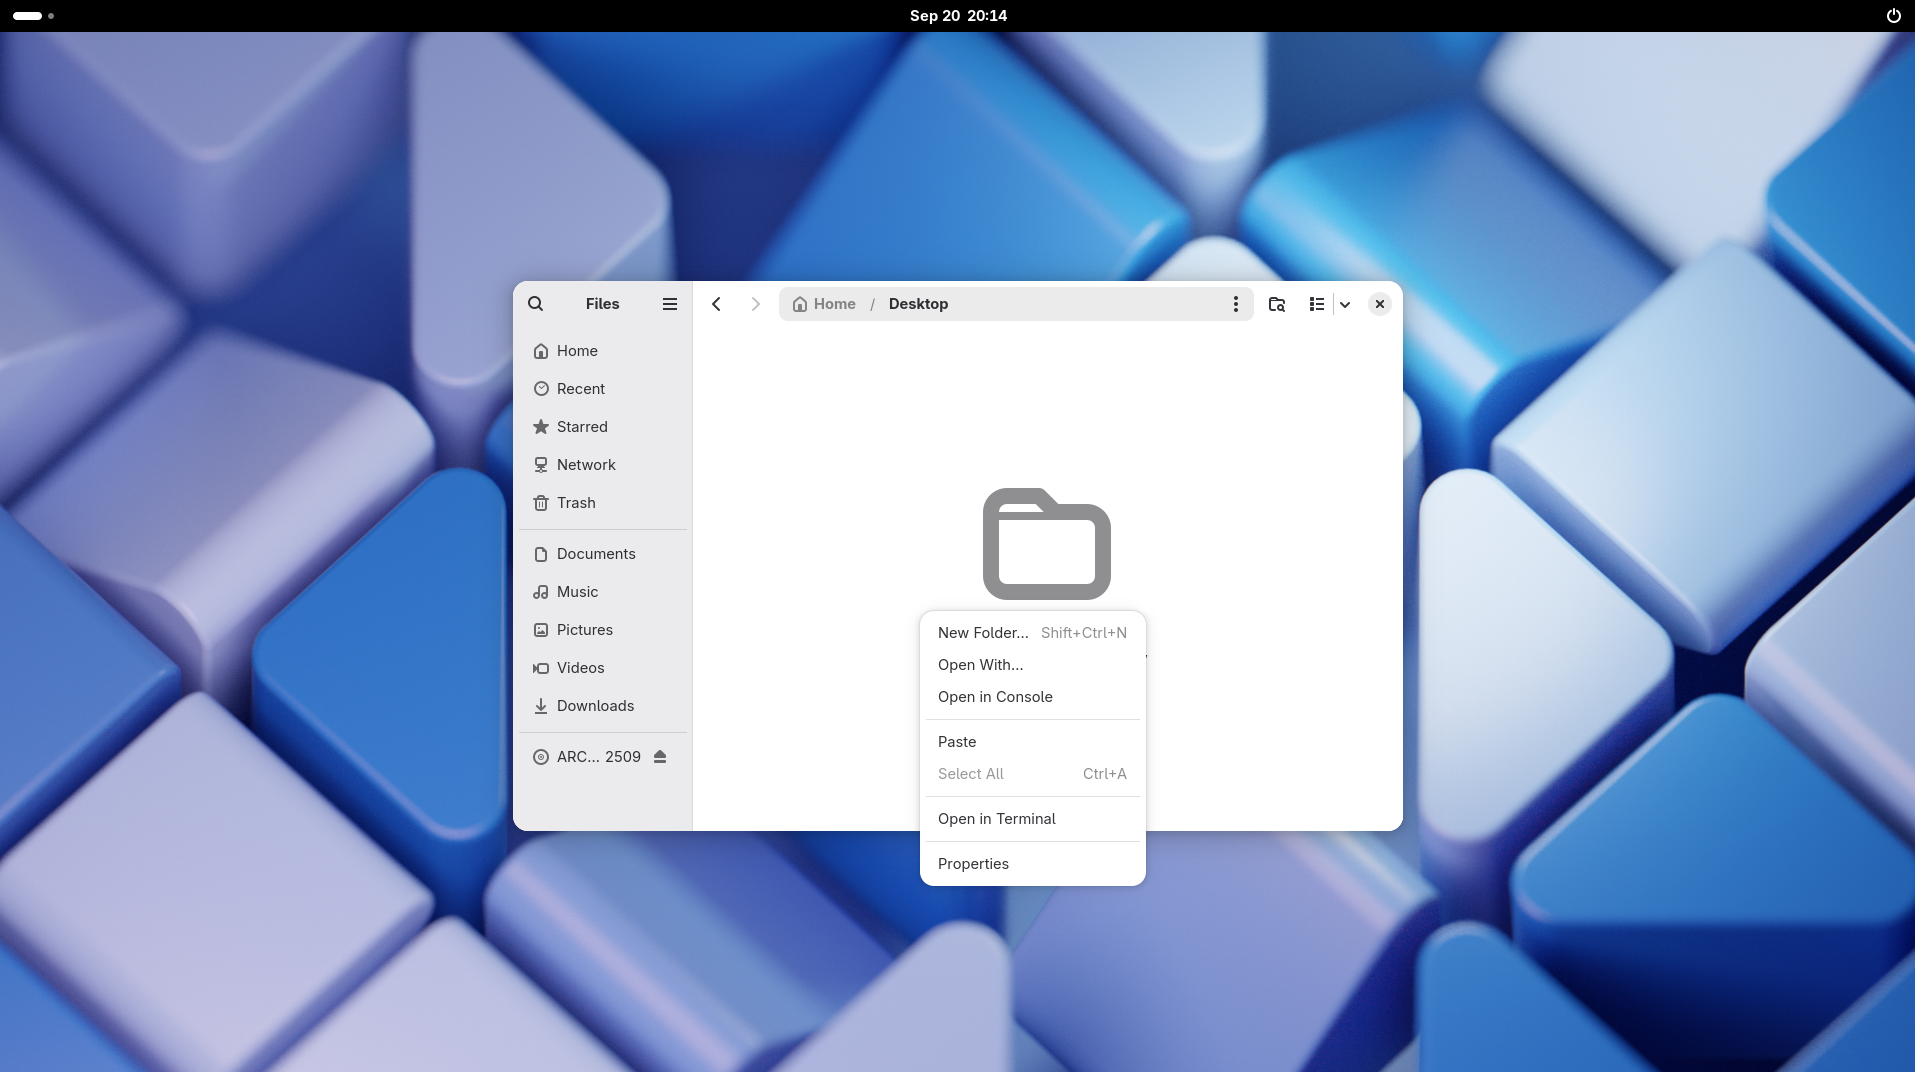 Sep 20 20:14
Files
Home / Desktop
Home
Recent
Starred
Network
Trash
Documents
Music
Pictures
Videos
Downloads
ARC… 2509
New Folder… Shift+Ctrl+N
Open With…
Open in Console
Paste
Select All Ctrl+A
Open in Terminal
Properties